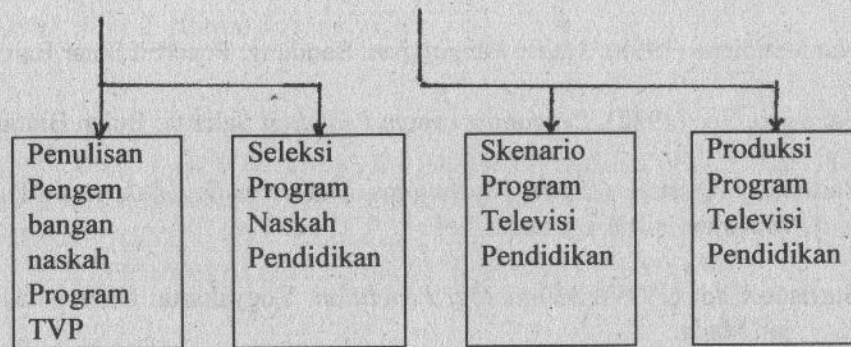 Penulisan
Pengem
bangan
naskah
Program
TVP
Seleksi
Program
Naskah
Pendidikan
Skenario
Program
Televisi
Pendidikan
Produksi
Program
Televisi
Pendidikan